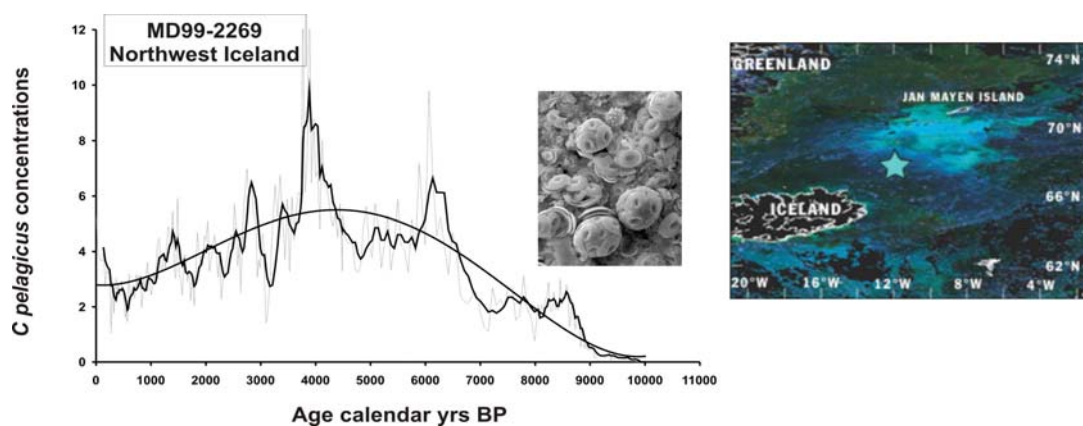 MD99-2269
Northwest Iceland
C pelagicus concentrations
12
10
8
6
4
2
0
0 1000 2000 3000 4000 5000 6000 7000 8000 9000 10000 11000
Age calendar yrs BP
GREENLAND
74°N
JAN MAYEN ISLAND
70°N
66°N
ICELAND
62°N
20°W 16°W 12°W 8°W 4°W